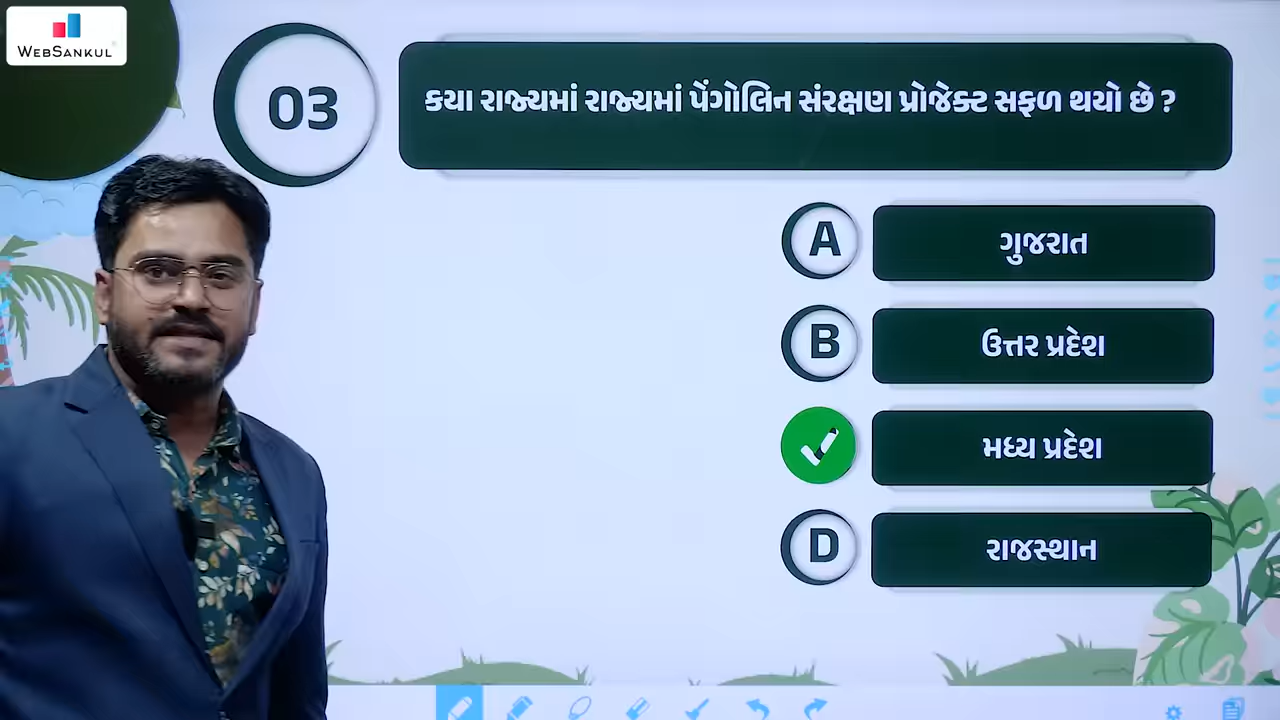 WEBSANKUL
03
કયા રાજ્યમાં રાજ્યમાં પેંગોલિન સંરક્ષણ પ્રોજેક્ટ સફળ થયો છે ?
A
ગુજરાત
B
ઉત્તર પ્રદેશ
મધ્ય પ્રદેશ
D
રાજસ્થાન